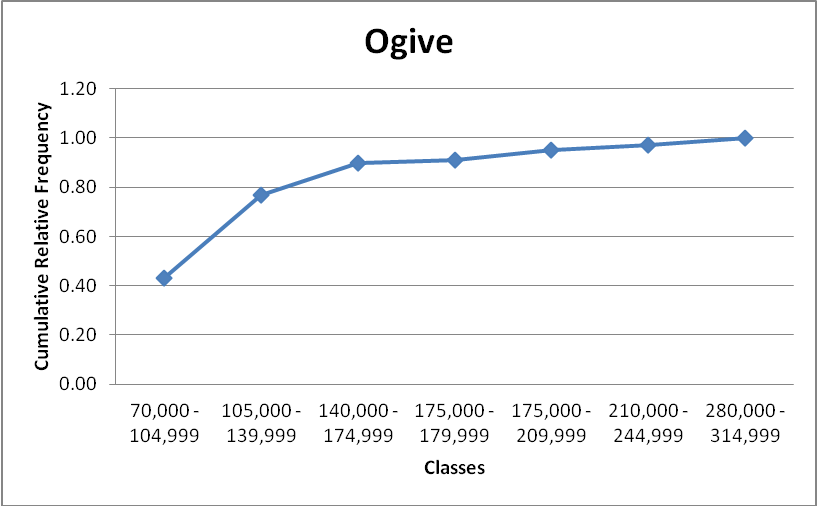 Ogive
Cumulative Relative Frequency
1.20
1.00
0.80
0.60
0.40
0.20
0.00
70,000 - 104,999
105,000 - 139,999
140,000 - 174,999
175,000 - 179,999
175,000 - 209,999
210,000 - 244,999
280,000 - 314,999
Classes